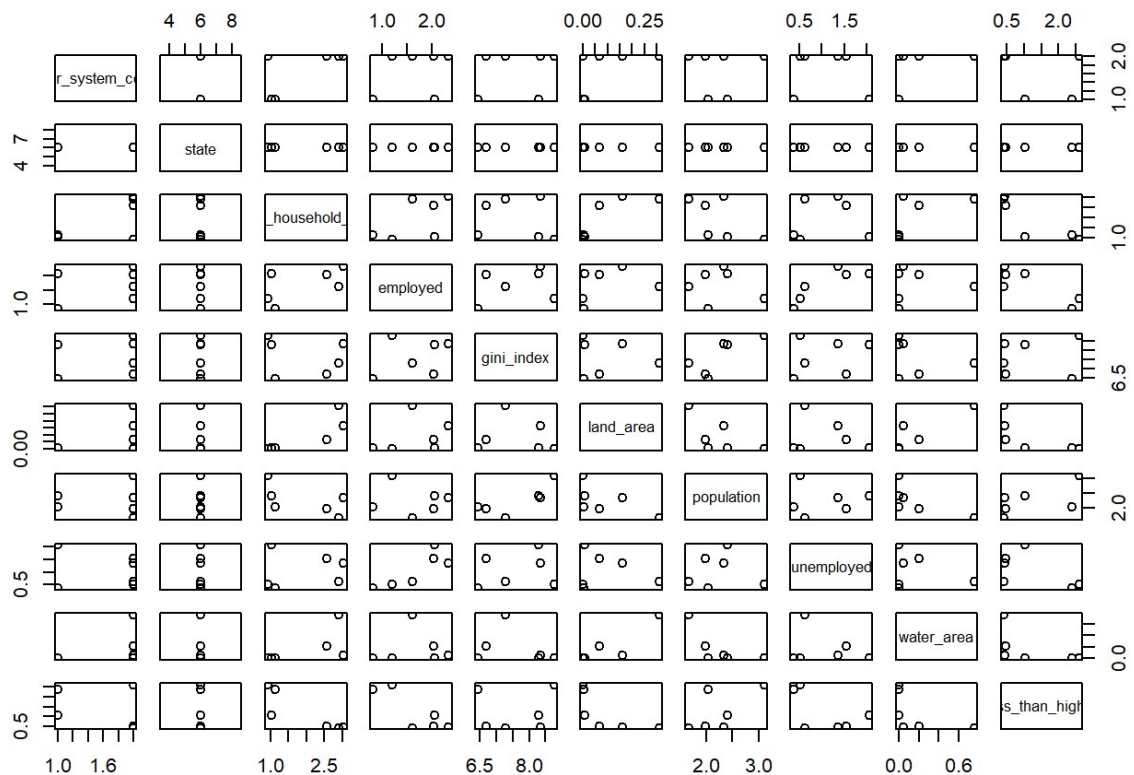 4 6 8 1.0 2.0 0.00 0.25 0.5 1.5 0.5 2.0
r_system_c
1.0 2.0
4 7
state
_household_
1.0
1.0
employed
gini_index
6.5
0.00
land_area
population
2.0
0.5
unemployed
water_area
0.0
0.5
ss_than_high
1.0 1.6 1.0 2.5 6.5 8.0 2.0 3.0 0.0 0.6